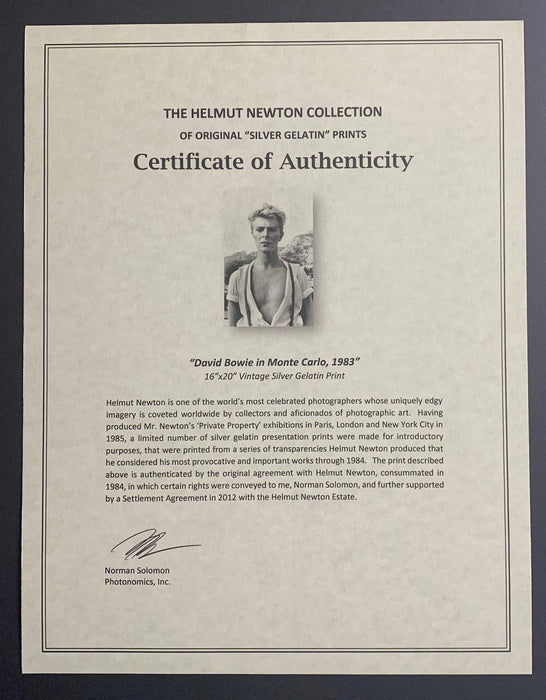 THE HELMUT NEWTON COLLECTION
OF ORIGINAL “SILVER GELATIN” PRINTS
Certificate of Authenticity
“David Bowie in Monte Carlo, 1983”
16”x20” Vintage Silver Gelatin Print
Helmut Newton is one of the world’s most celebrated photographers whose uniquely edgy
imagery is coveted worldwide by collectors and aficionados of photographic art.  Having
produced Mr. Newton’s ‘Private Property’ exhibitions in Paris, London and New York City in
1985, a limited number of silver gelatin presentation prints were made for introductory
purposes, that were printed from a series of transparencies Helmut Newton produced that
he considered his most provocative and important works through 1984.  The print described
above is authenticated by the original agreement with Helmut Newton, consummated in
1984, in which certain rights were conveyed to me, Norman Solomon, and further supported
by a Settlement Agreement in 2012 with the Helmut Newton Estate.
Norman Solomon
Photonomics, Inc.